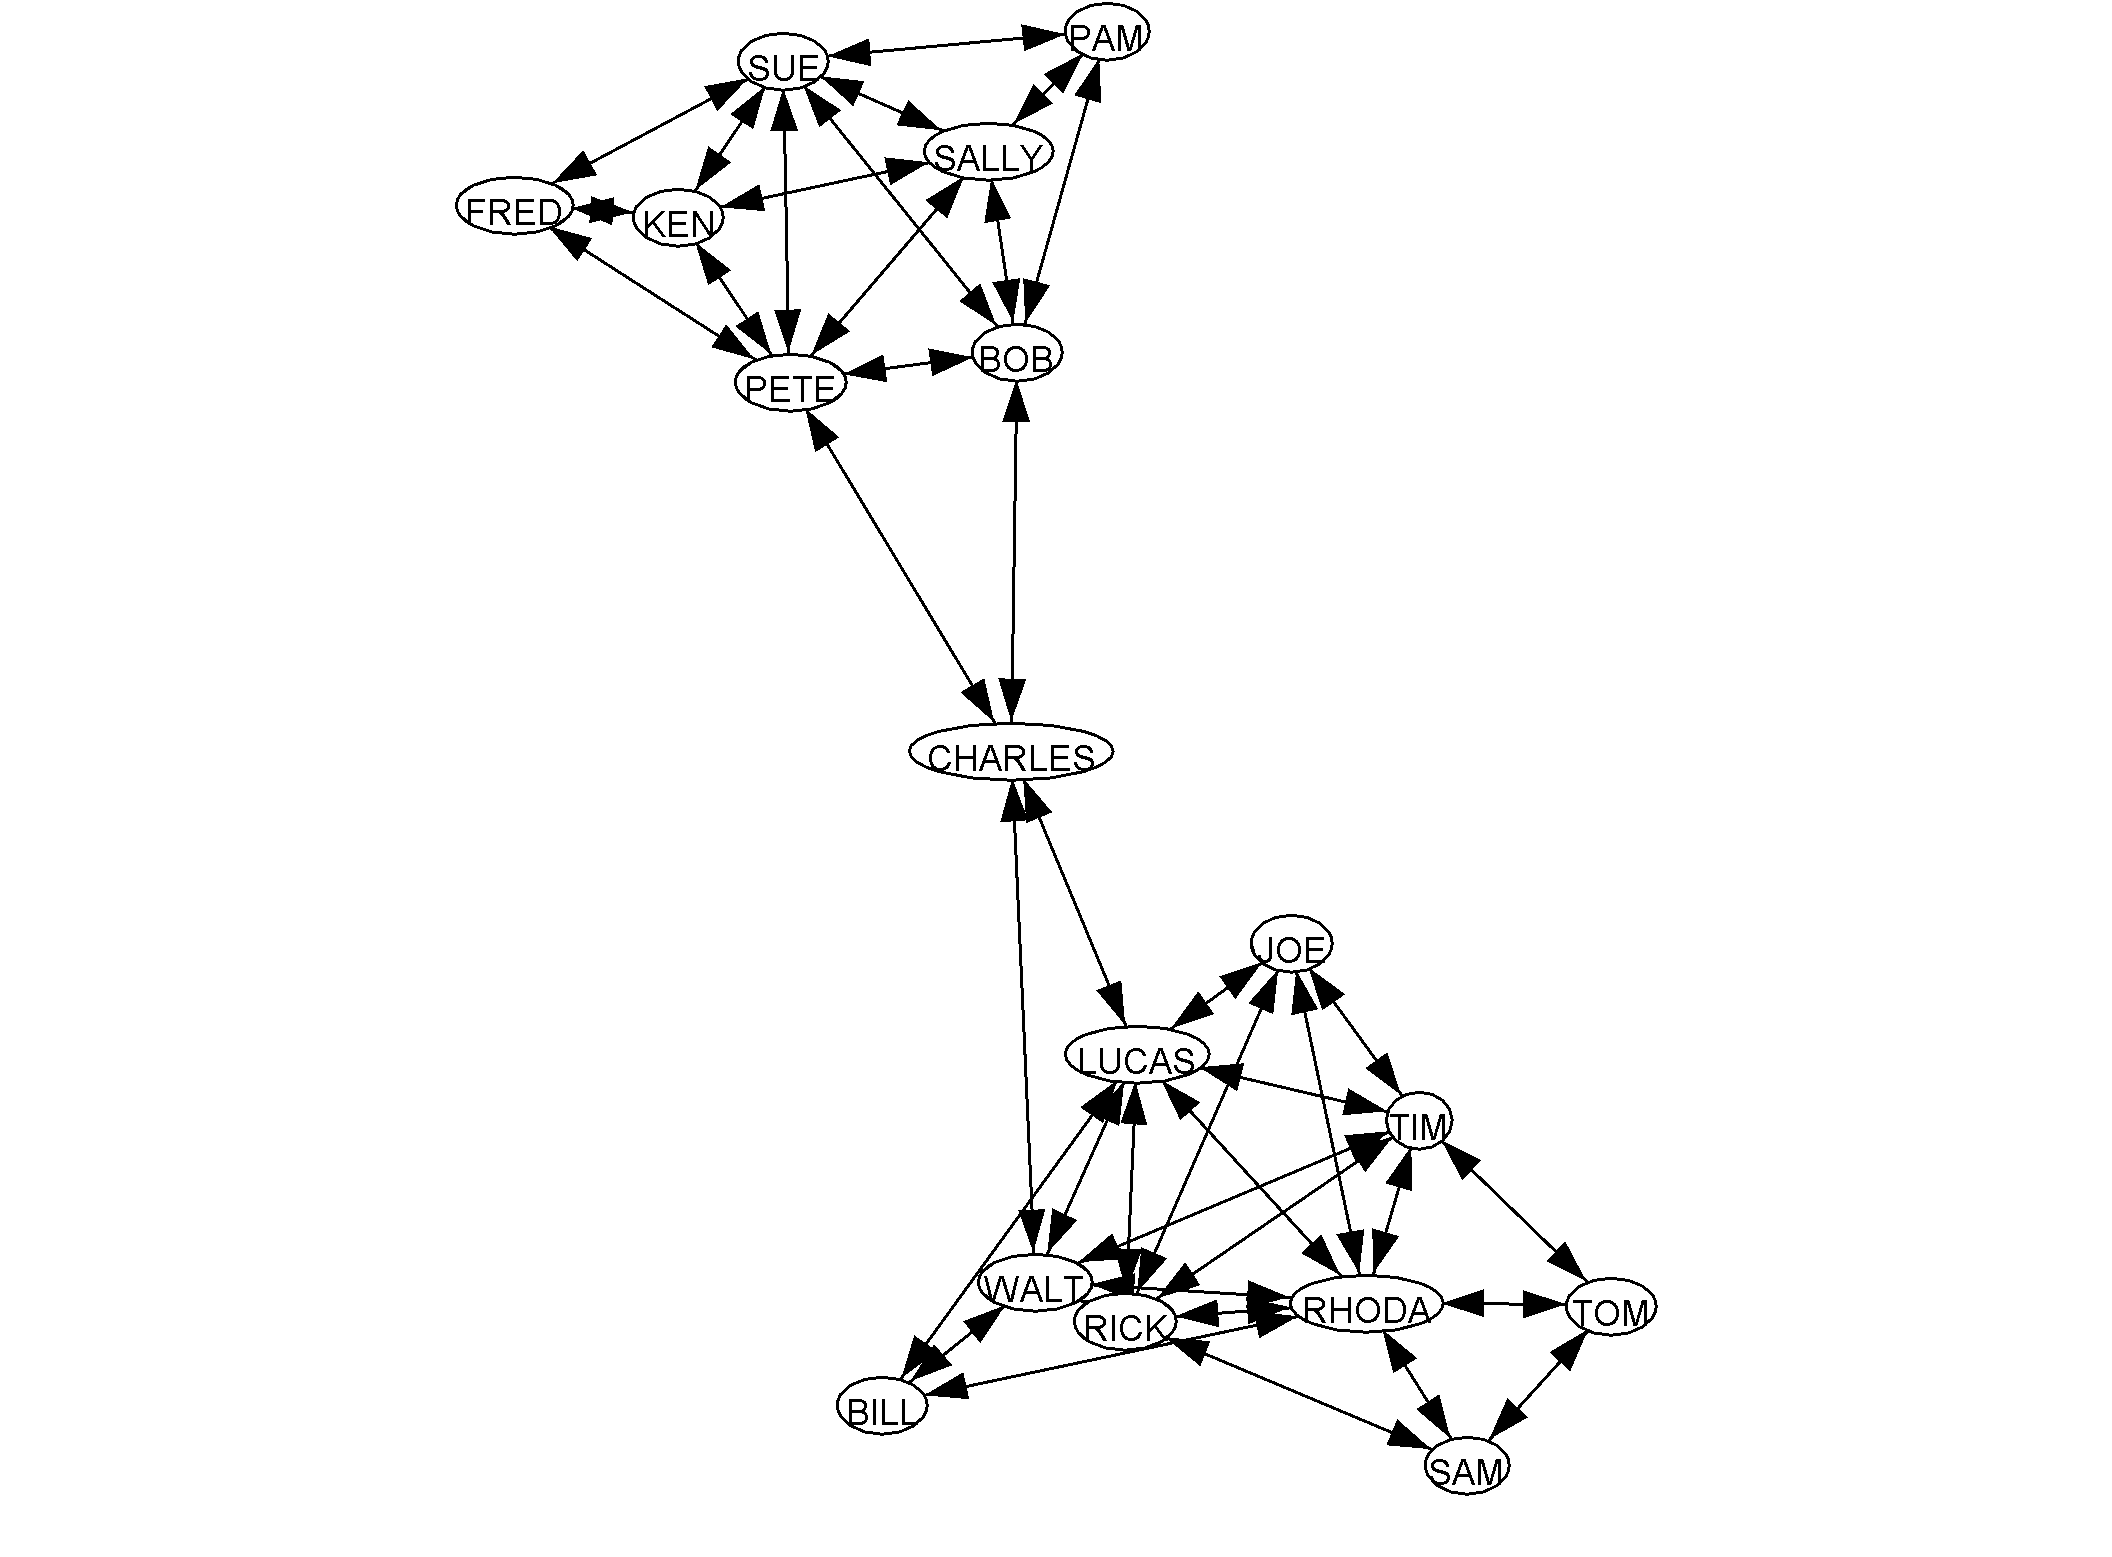 PAM
SUE
SALLY
FRED
KEN
BOB
PETE
CHARLES
JOE
LUCAS
TIM
WALT
RICK
RHODA
TOM
BILL
SAM